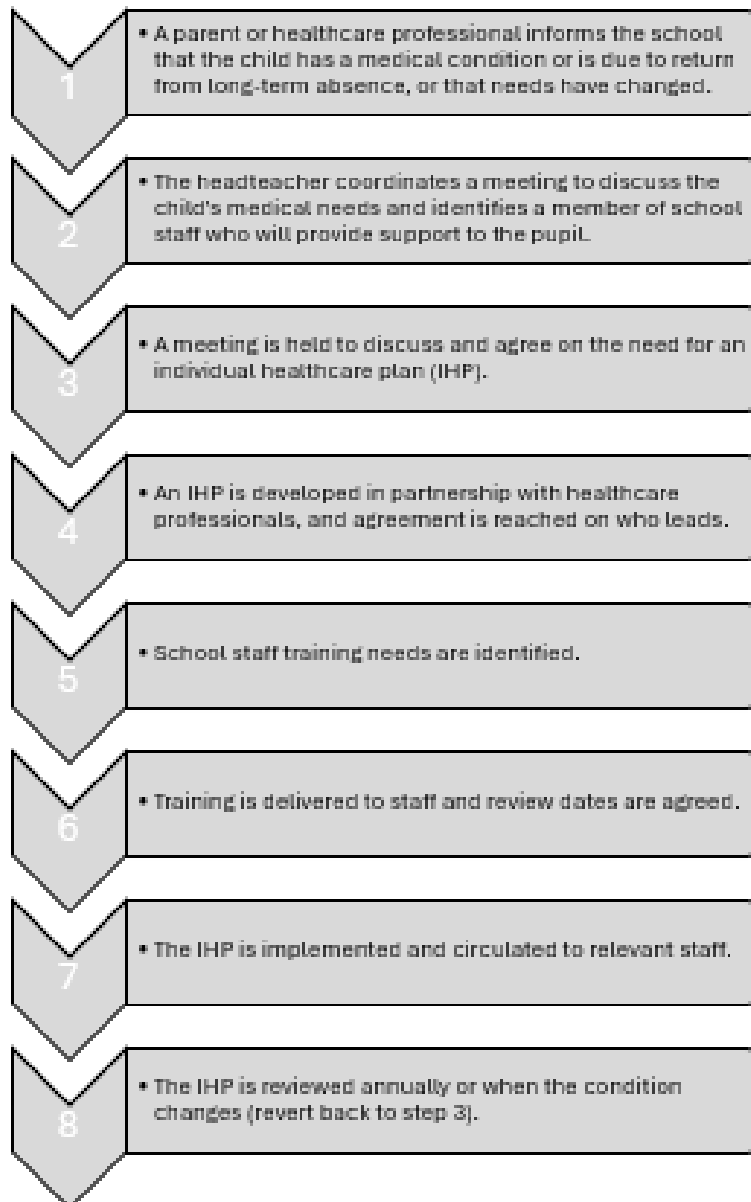 • A parent or healthcare professional informs the school
that the child has a medical condition or is due to return
from long-term absence, or that needs have changed.
1
• The headteacher coordinates a meeting to discuss the
child's medical needs and identifies a member of school
staff who will provide support to the pupil.
2
• A meeting is held to discuss and agree on the need for an
individual healthcare plan (IHP).
3
• An IHP is developed in partnership with healthcare
professionals, and agreement is reached on who leads.
4
• School staff training needs are identified.
5
• Training is delivered to staff and review dates are agreed.
6
• The IHP is implemented and circulated to relevant staff.
7
• The IHP is reviewed annually or when the condition
changes (revert back to step 3).
8